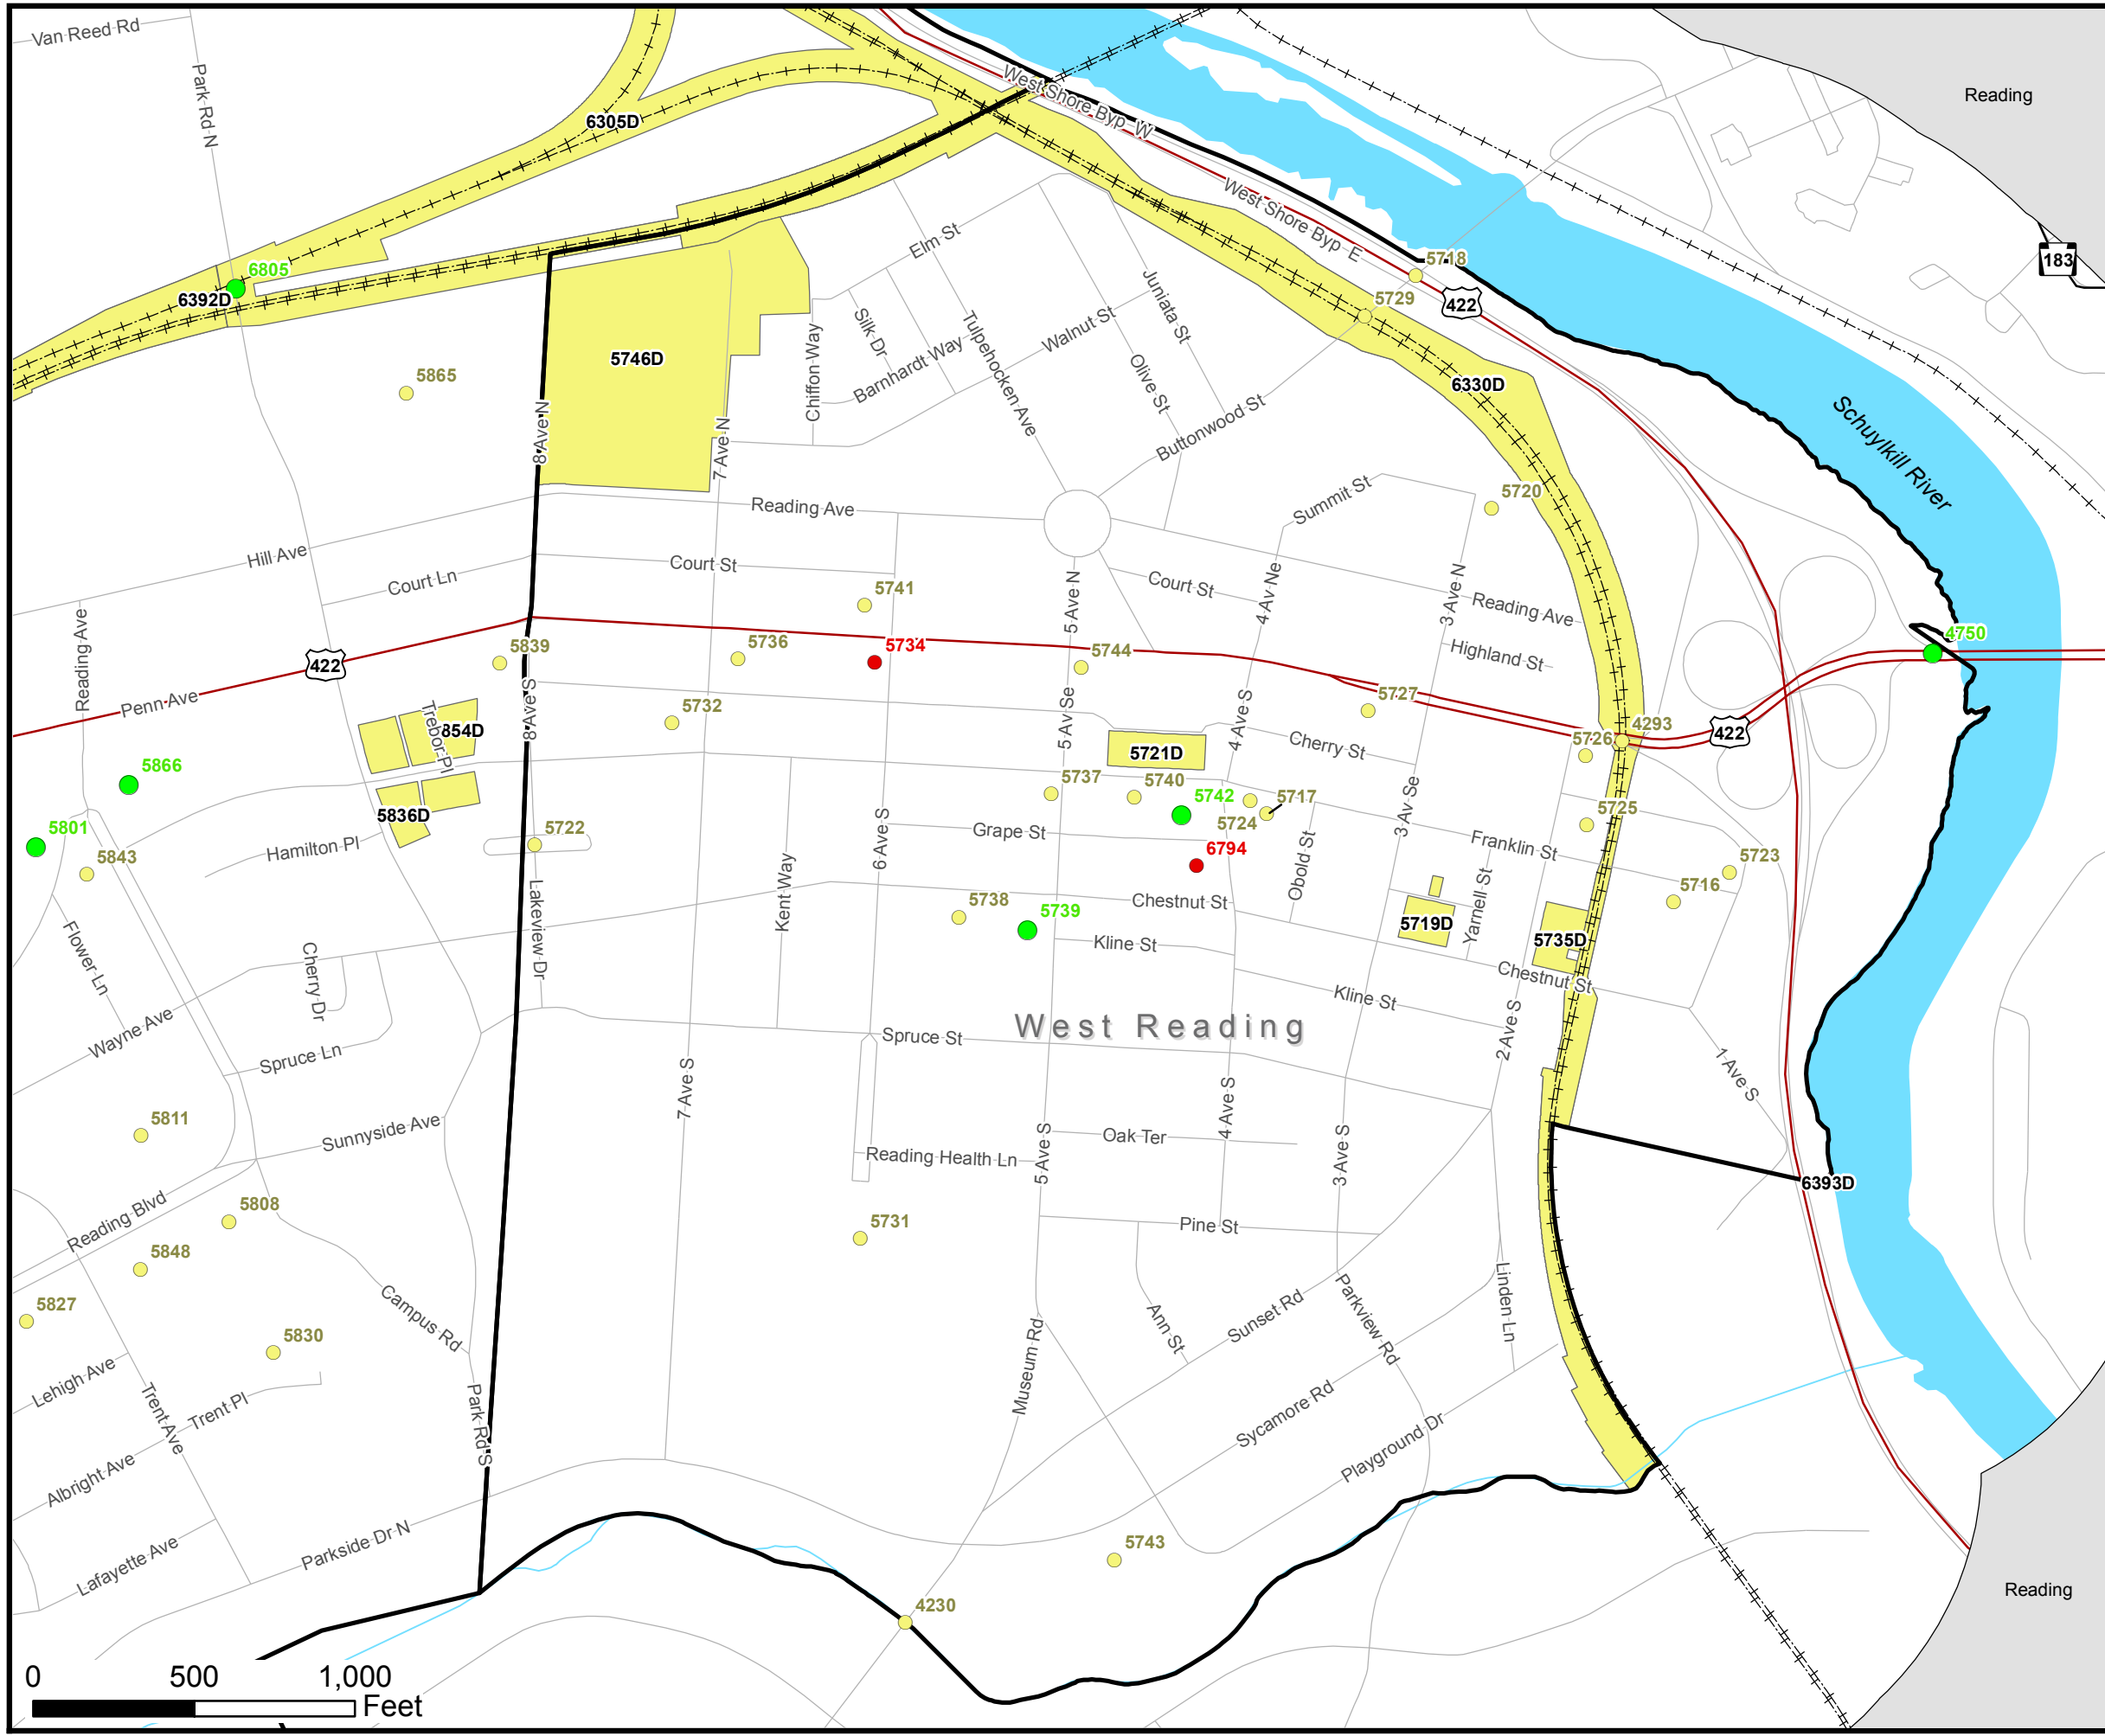 Van Reed Rd
Park Rd N
6305D
West Shore Byp W
West Shore Byp E
Reading
183
6805
6392D
5746D
5865
8 Ave N
7 Ave N
Elm St
Silk Dr
Chiffon Way
Barnhardt Way
Tulpehocken Ave
Walnut St
Juniata St
Olive St
Buttonwood St
5718
5729
422
6330D
Schuylkill River
Hill Ave
Court Ln
Reading Ave
Court St
Reading Ave
5741
5 Ave N
Court St
4 Av Ne
Summit St
5720
3 Ave N
Reading Ave
Highland St
4750
Reading Ave
422
Penn Ave
5839
5736
5734
5744
5732
8 Ave S
5 Av Se
4 Ave S
5727
Cherry St
5726
4293
422
Trebor Pl
854D
5721D
5866
5836D
5801
5843
Hamilton Pl
5722
5737
5740
5742
5717
5724
5725
Grape St
6 Ave S
Kent Way
6794
Obold St
3 Av Se
Franklin St
5723
5716
Lakeview Dr
5738
5739
Chestnut St
Kline St
5719D
Yarnell St
5735D
Chestnut St
Kline St
Flower Ln
Cherry Dr
Wayne Ave
Spruce Ln
West Reading
Spruce St
2 Ave S
1 Ave S
5811
Sunnyside Ave
7 Ave S
Reading Health Ln
5 Ave S
Oak Ter
4 Ave S
3 Ave S
6393D
Reading Blvd
5808
5848
5731
Pine St
5827
5830
Campus Rd
Museum Rd
Ann St
Sunset Rd
Parkview Rd
Linden Ln
Lehigh Ave
Trent Ave
Trent Pl
Park Rd S
Sycamore Rd
Playground Dr
Albright Ave
Lafayette Ave
Parkside Dr N
5743
4230
Reading
0 500 1,000
Feet